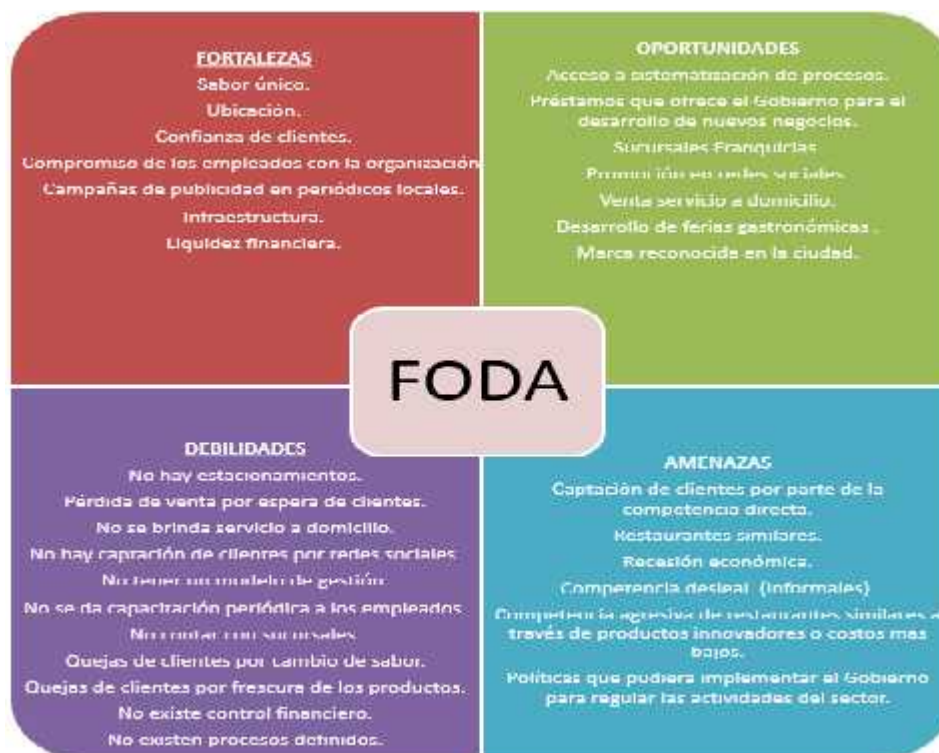 FORTALEZAS
Sabor único.
Ubicación.
Confianza de clientes.
Compromiso de los empleados con la organización
Campañas de publicidad en periódicos locales.
Infraestructura.
Liquidez financiera.
OPORTUNIDADES
Acceso a sistematización de procesos.
Préstamos que ofrece el Gobierno para el
desarrollo de nuevos negocios.
Sucursales Franquicias
Promoción en redes sociales
Venta servicio a domicilio.
Desarrollo de ferias gastronómicas .
Marca reconocida en la ciudad.
FODA
DEBILIDADES
No hay estacionamientos.
Pérdida de venta por espera de clientes.
No se brinda servicio a domicilio.
No hay captación de clientes por redes sociales
No tener un modelo de gestión
No se da capacitación periódica a los empleados
No contar con sucursales
Quejas de clientes por cambio de sabor.
Quejas de clientes por frescura de los productos.
No existe control financiero.
No existen procesos definidos.
AMENAZAS
Captación de clientes por parte de la
competencia directa.
Restaurantes similares.
Recesión económica.
Competencia desleal (informales)
Competencia agresiva de restaurantes similares a
través de productos innovadores o costos mas
bajos.
Políticas que pudiera implementar el Gobierno
para regular las actividades del sector.